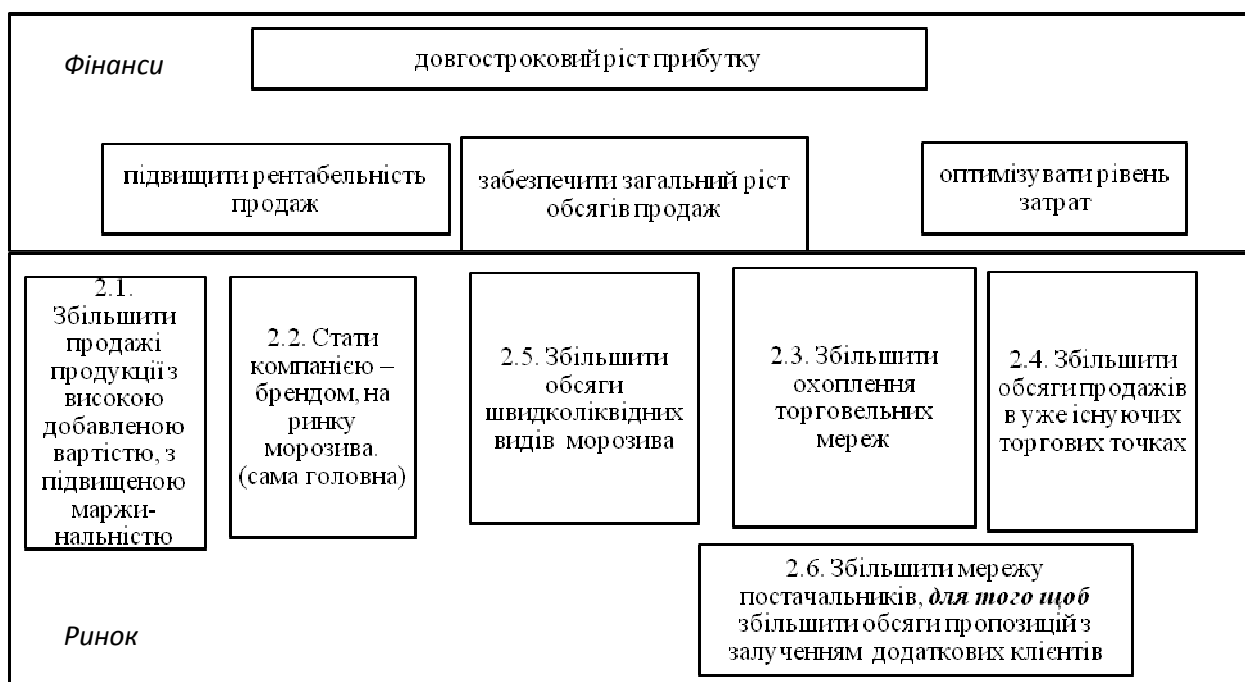 Фінанси
довгостроковий ріст прибутку
підвищити рентабельність
продаж
забезпечити загальний ріст
обсягів продаж
оптимізувати рівень
затрат
2.1.
Збільшити
продажі
продукції з
високою
добавленою
вартістю, з
підвищеною
маржи-
нальністю
2.2. Стати
компанією –
брендом, на
ринку
морозива.
(сама головна)
2.5. Збільшити
обсяги
швидколіквідних
видів морозива
2.3. Збільшити
охоплення
торговельних
мереж
2.4. Збільшити
обсяги продажів
в уже існуючих
торгових точках
2.6. Збільшити мережу
постачальників, для того щоб
збільшити обсяги пропозицій з
залученням додаткових клієнтів
Ринок